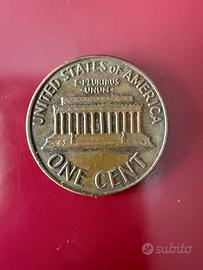 UNITED STATES OF AMERICA
E·PLURIBUS
·UNUM·
ONE CENT
subito